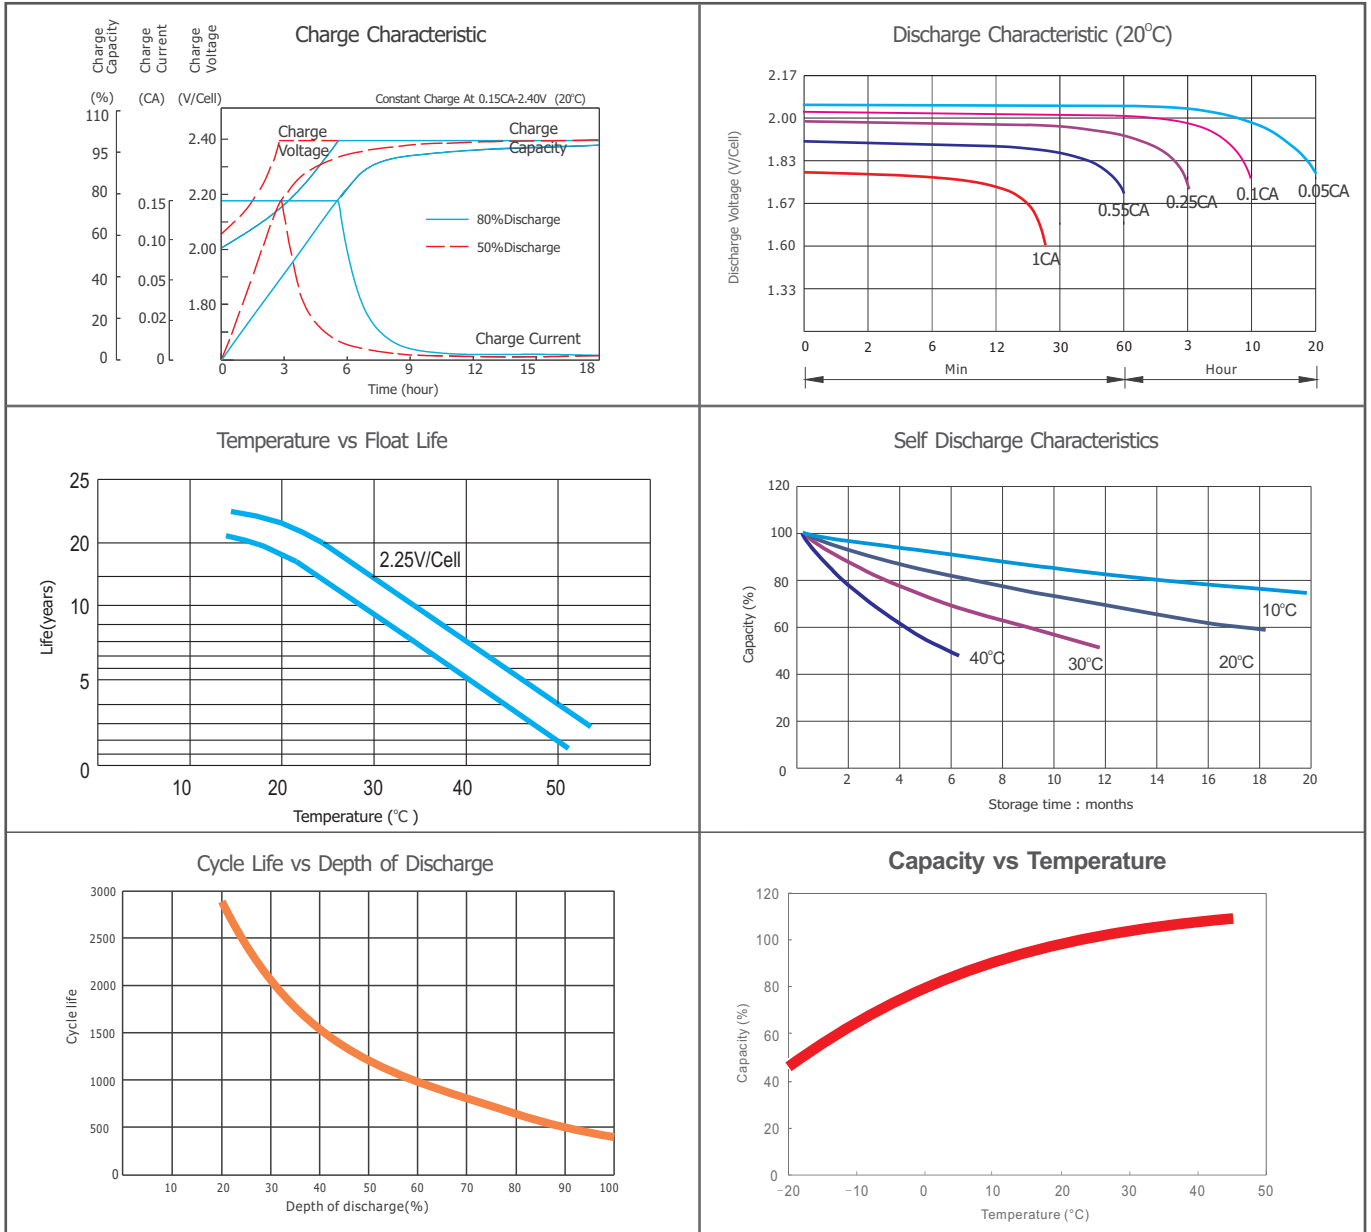 Charge Characteristic
Charge Capacity
Charge Current
Charge Voltage
(%) (CA) (V/Cell)
Constant Charge At 0.15CA-2.40V (20°C)
110
95
80
60
40
20
0
0.15
0.10
0.05
0.02
0
2.40
2.20
2.00
1.80
Charge Voltage
Charge Capacity
80%Discharge
50%Discharge
Charge Current
0 3 6 9 12 15 18
Time (hour)
Discharge Characteristic (20°C)
Discharge Voltage (V/Cell)
2.17
2.00
1.83
1.67
1.60
1.33
1CA
0.55CA
0.25CA
0.1CA
0.05CA
0 2 6 12 30 60 3 10 20
Min Hour
Temperature vs Float Life
Life(years)
25
20
10
5
0
2.25V/Cell
10 20 30 40 50
Temperature (°C )
Self Discharge Characteristics
Capacity (%)
120
100
80
60
40
20
0
10°C
20°C
30°C
40°C
2 4 6 8 10 12 14 16 18 20
Storage time : months
Cycle Life vs Depth of Discharge
Cycle life
3000
2500
2000
1500
1000
500
0
10 20 30 40 50 60 70 80 90 100
Depth of discharge(%)
Capacity vs Temperature
Capacity (%)
120
100
80
60
40
20
0
−20 −10 0 10 20 30 40 50
Temperature (°C)